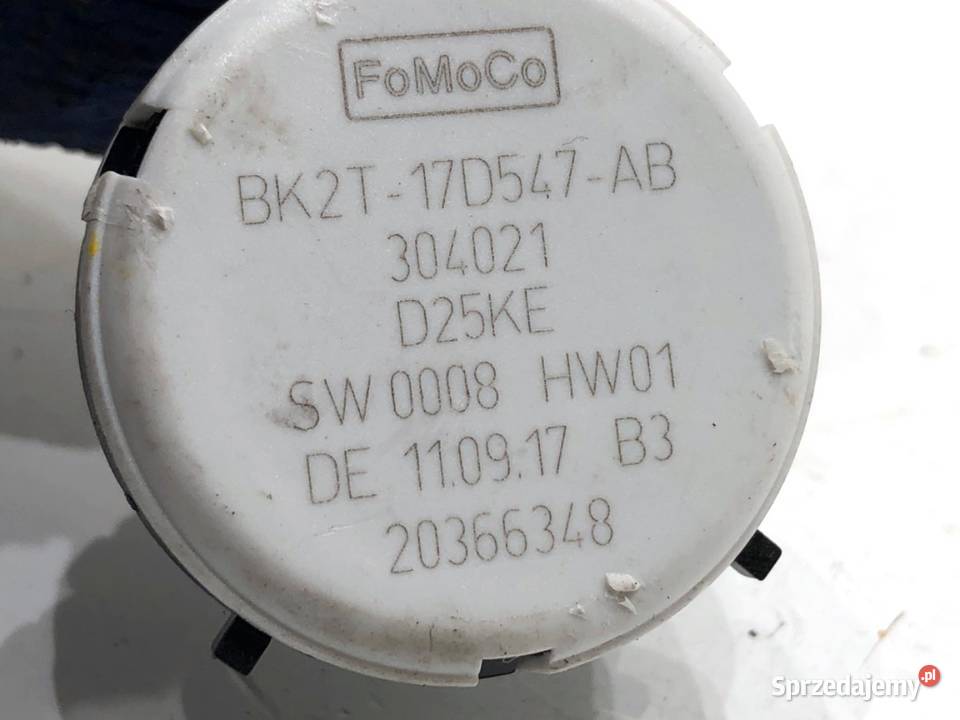 FoMoCo
BK2T-17D547-AB
304021
D25KE
SW 0008 HW01
DE 11.09.17 B3
20366348
Sprzedajemy.pl